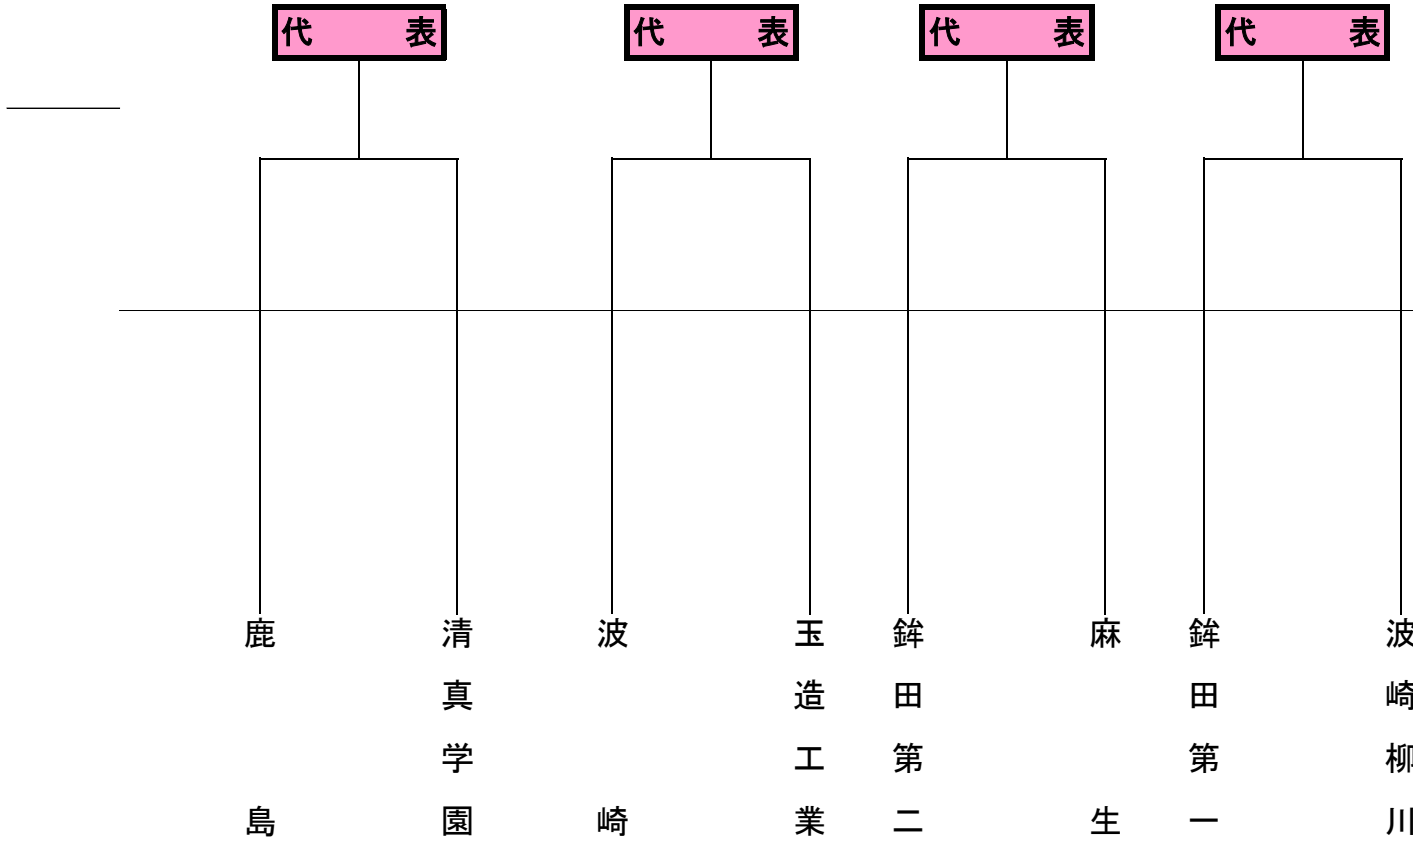 代 表
代 表
代 表
代 表
鹿島
清真学園
波崎
玉造工業
鉾田第二
麻生
鉾田第一
波崎柳川